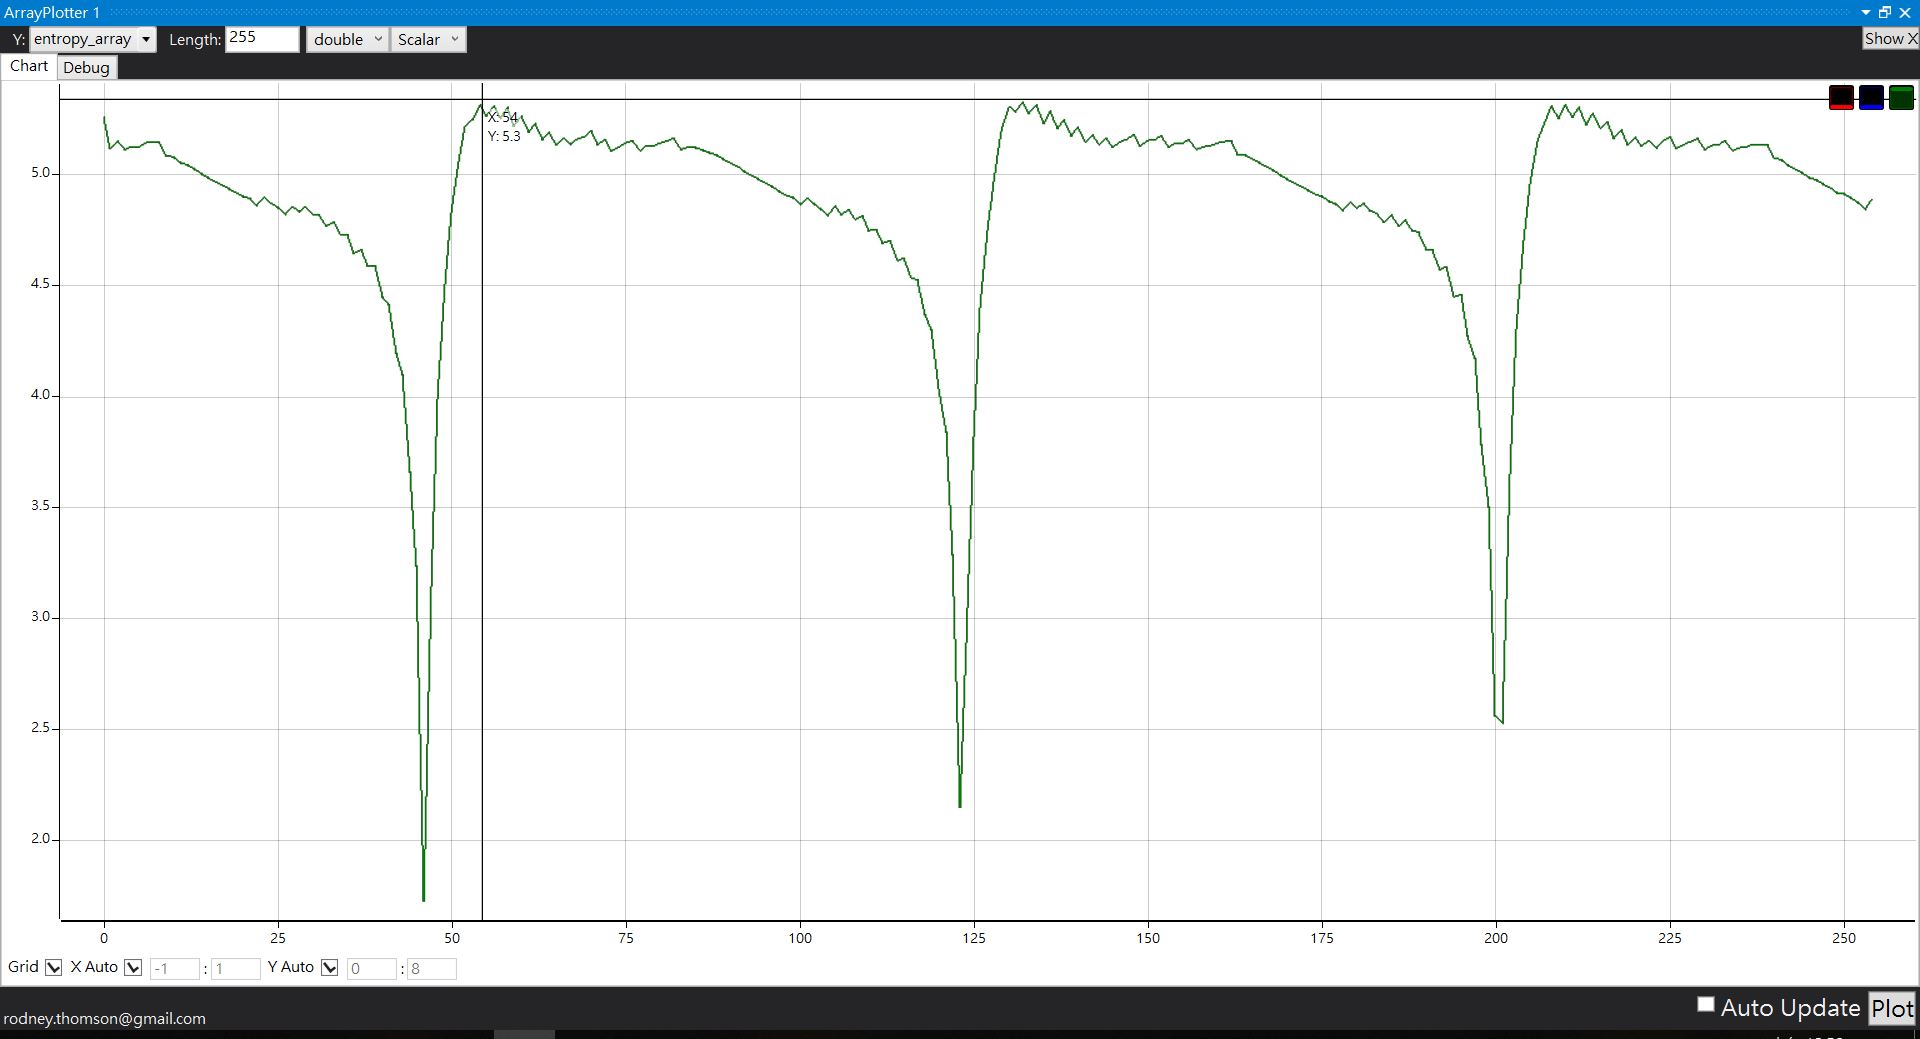 ArrayPlotter 1
Y: entropy_array Length: 255 double Scalar Show X
Chart Debug
X: 54
Y: 5.3
5.0
4.5
4.0
3.5
3.0
2.5
2.0
0 25 50 75 100 125 150 175 200 225 250
Grid X Auto -1 : 1 Y Auto 0 : 8
Auto Update Plot
rodney.thomson@gmail.com